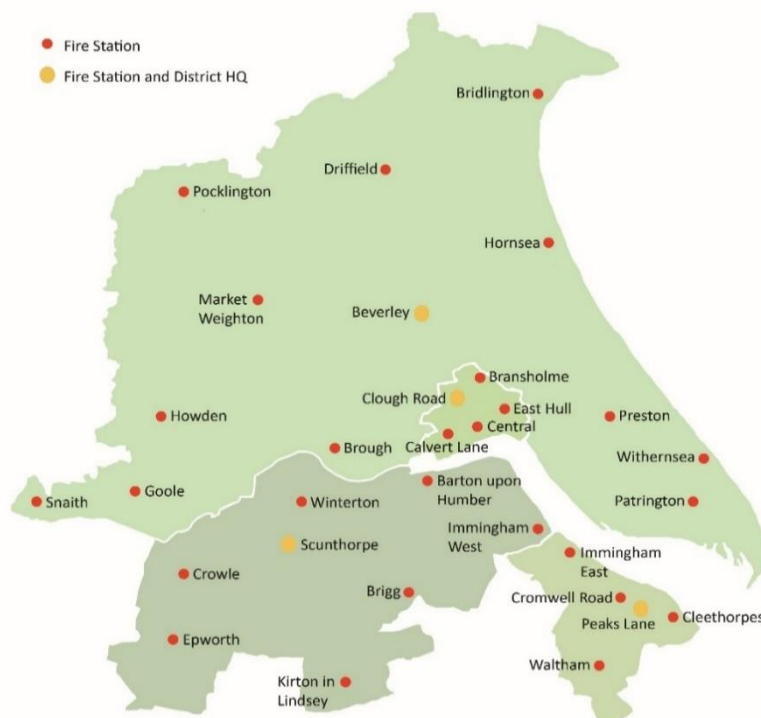 Fire Station
Fire Station and District HQ
Bridlington
Driffield
Pocklington
Hornsea
Market
Weighton
Beverley
Bransholme
Clough Road
East Hull
Howden
Preston
Central
Calvert Lane
Brough
Withernsea
Goole
Snaith
Winterton
Barton upon
Humber
Patrington
Immingham
West
Scunthorpe
Immingham
East
Crowle
Brigg
Cromwell Road
Peaks Lane
Cleethorpes
Epworth
Waltham
Kirton in
Lindsey